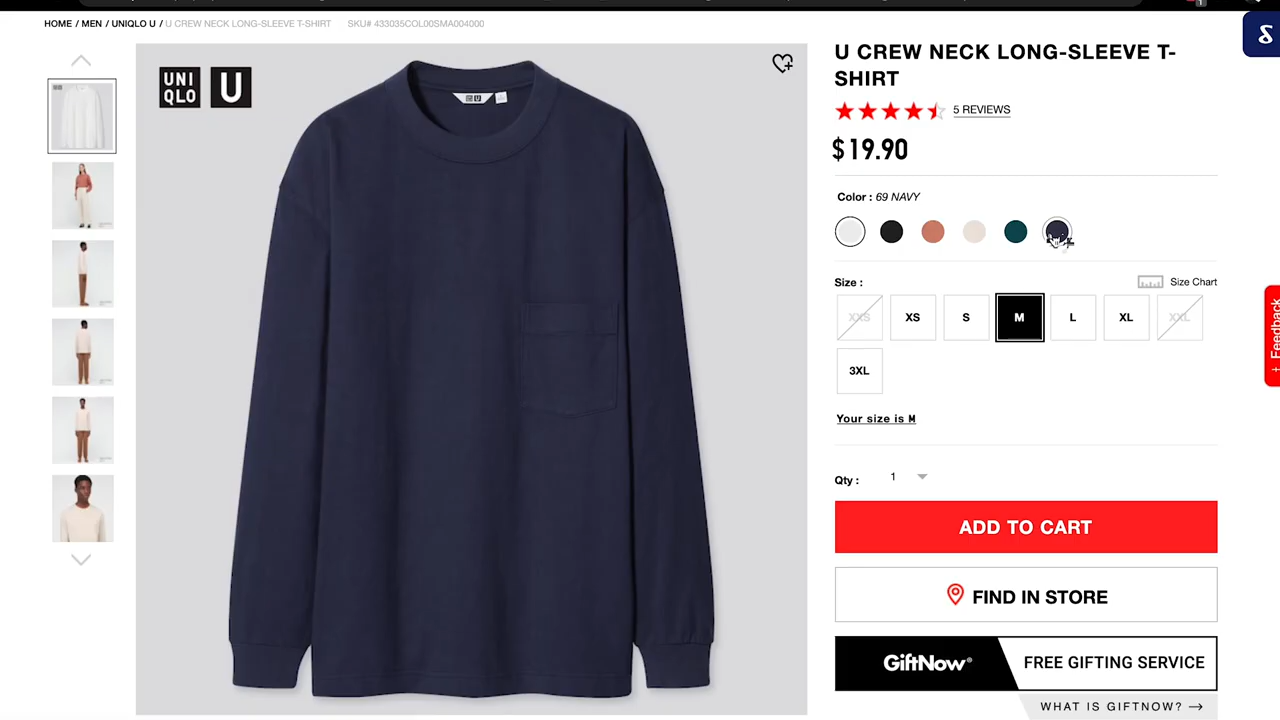 HOME / MEN / UNIQLO U / U CREW NECK LONG-SLEEVE T-SHIRT SKU# 433035COL00SMA004000
UNI
QLO
U
U CREW NECK LONG-SLEEVE T-
SHIRT
5 REVIEWS
$19.90
Color : 69 NAVY
Size :
Size Chart
XXS
XS
S
M
L
XL
XXL
3XL
Your size is M
Qty :
1
ADD TO CART
FIND IN STORE
GiftNow®
FREE GIFTING SERVICE
WHAT IS GIFTNOW? →
+ Feedback